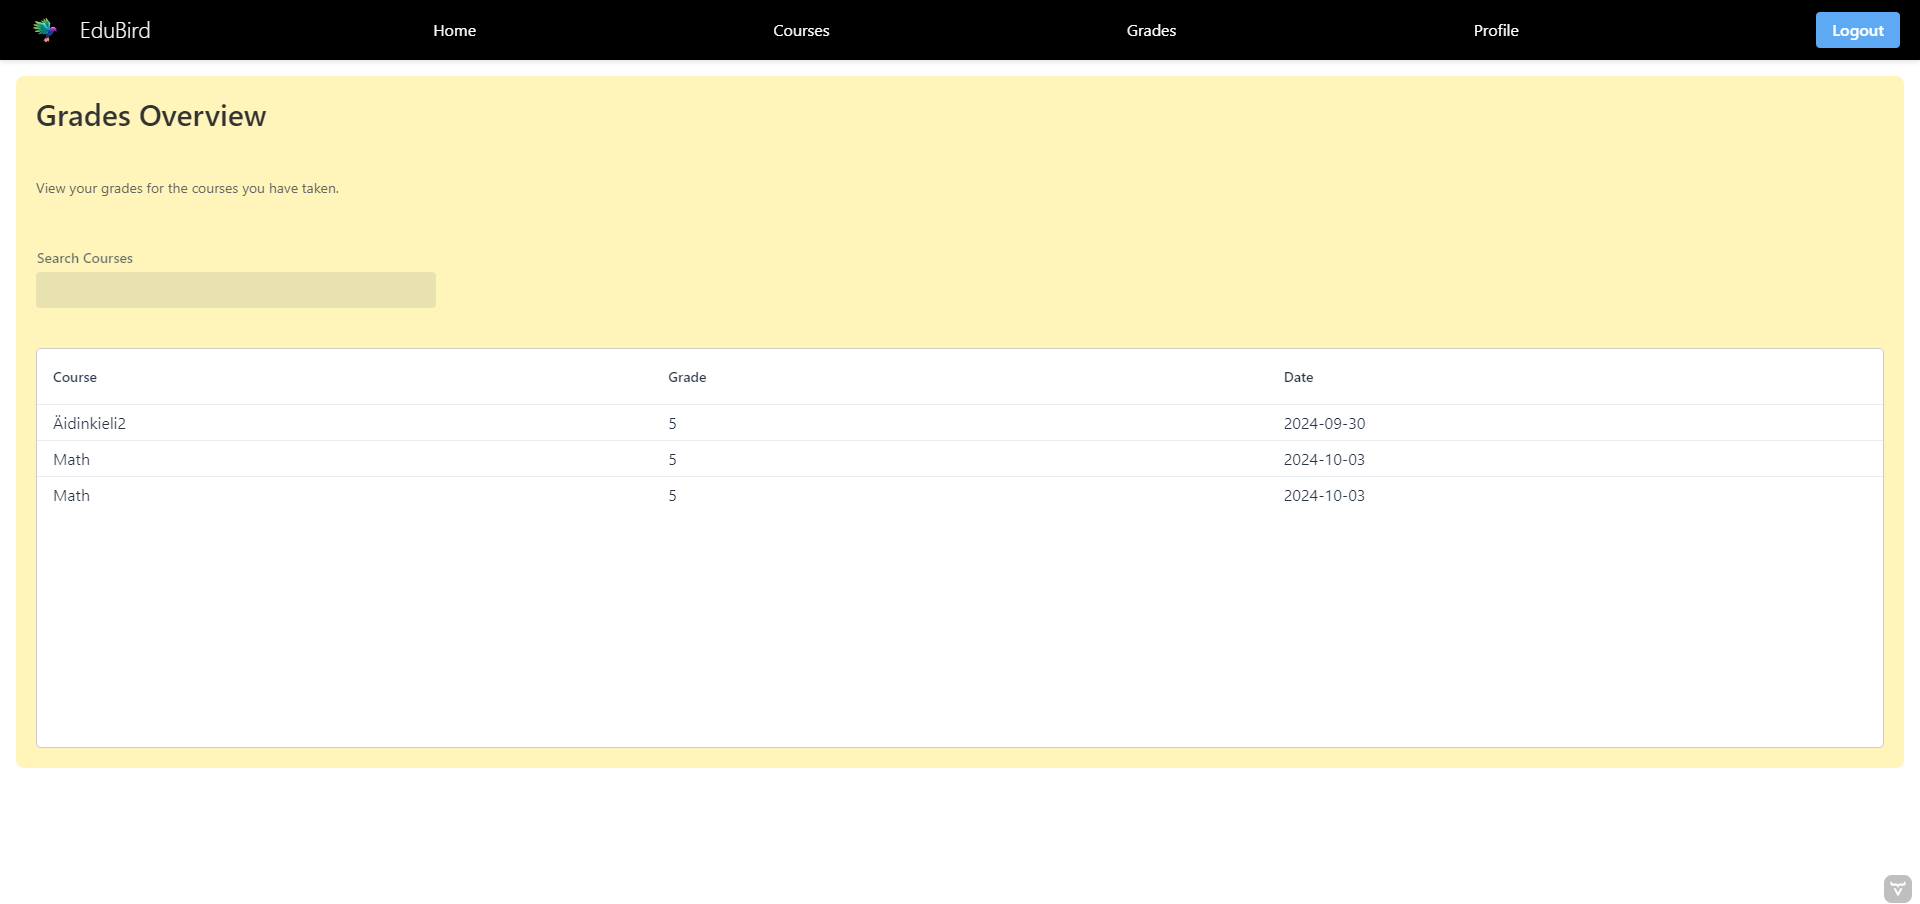 EduBird Home Courses Grades Profile Logout
Grades Overview
View your grades for the courses you have taken.
Search Courses
Course Grade Date
Äidinkieli2 5 2024-09-30
Math 5 2024-10-03
Math 5 2024-10-03